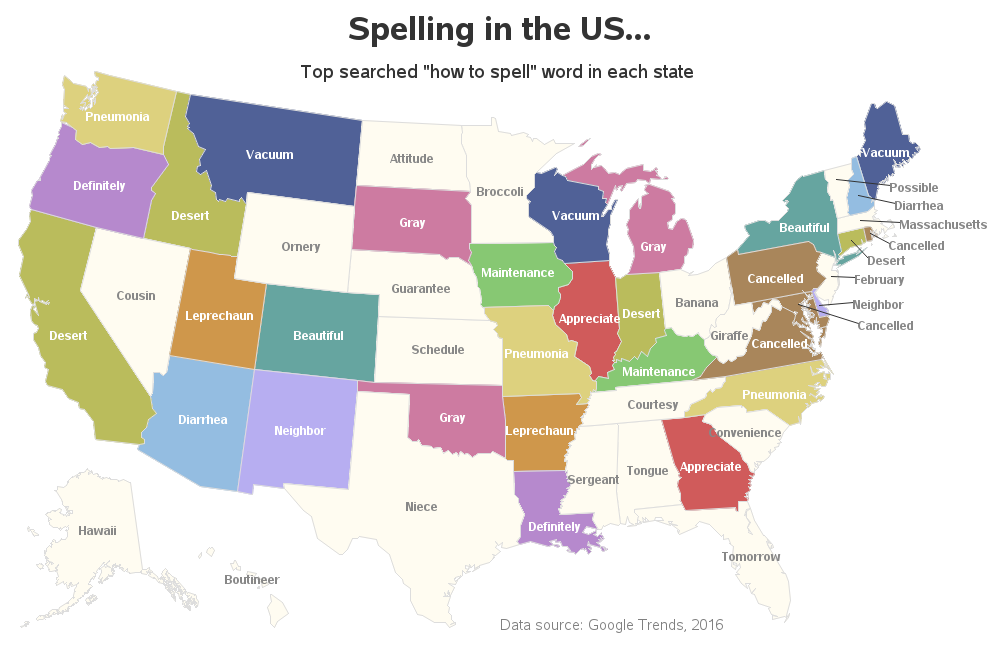 Spelling in the US...
Top searched "how to spell" word in each state
Pneumonia
Vacuum
Attitude
Vacuum
Definitely
Broccoli
Possible
Desert
Gray
Vacuum
Diarrhea
Massachusetts
Beautiful
Ornery
Gray
Cancelled
Desert
Maintenance
Cancelled
February
Cousin
Guarantee
Banana
Neighbor
Leprechaun
Appreciate
Desert
Cancelled
Desert
Beautiful
Giraffe
Cancelled
Schedule
Pneumonia
Maintenance
Pneumonia
Courtesy
Diarrhea
Neighbor
Gray
Leprechaun
Convenience
Appreciate
Tongue
Sergeant
Niece
Definitely
Hawaii
Tomorrow
Boutineer
Data source: Google Trends, 2016